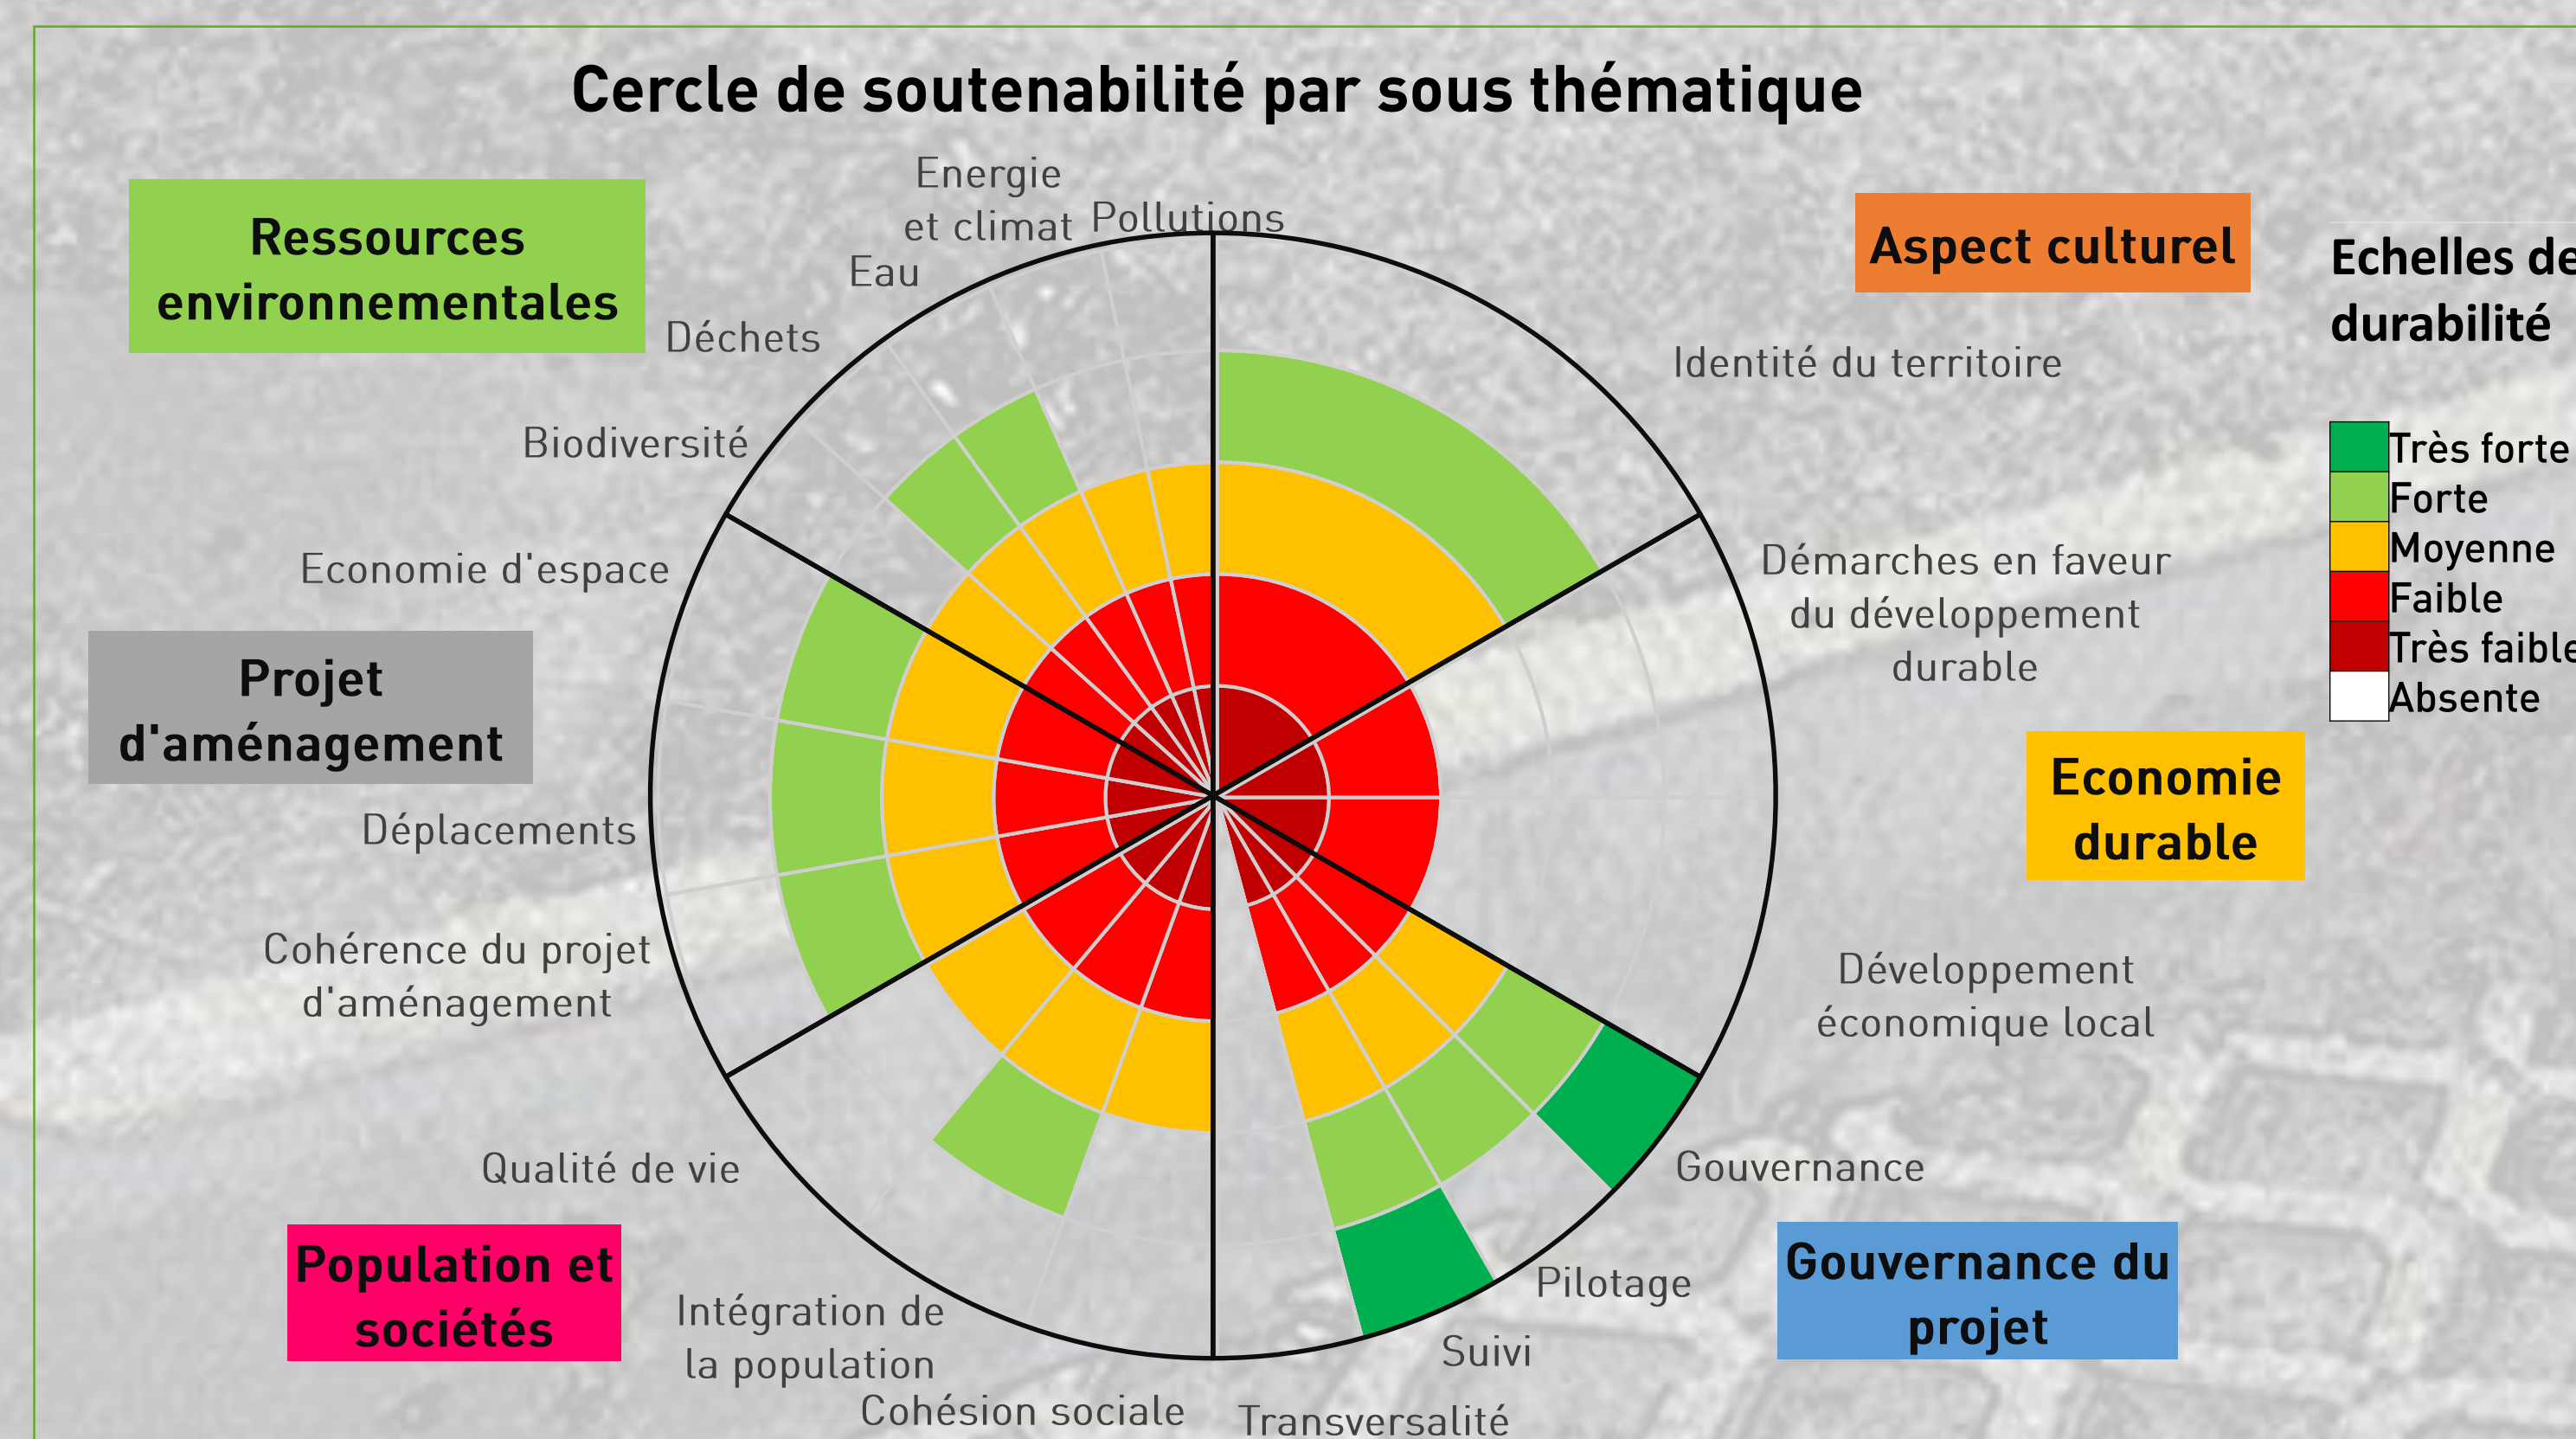 Cercle de soutenabilité par sous thématique
Energie
et climat
Pollutions
Eau
Déchets
Biodiversité
Ressources
environnementales
Aspect culturel
Identité du territoire
Echelles de
durabilité
Très forte
Forte
Moyenne
Faible
Très faible
Absente
Economie d'espace
Projet
d'aménagement
Déplacements
Cohérence du projet
d'aménagement
Démarches en faveur
du développement
durable
Economie
durable
Développement
économique local
Qualité de vie
Population et
sociétés
Intégration de
la population
Cohésion sociale
Gouvernance
Pilotage
Suivi
Transversalité
Gouvernance du
projet